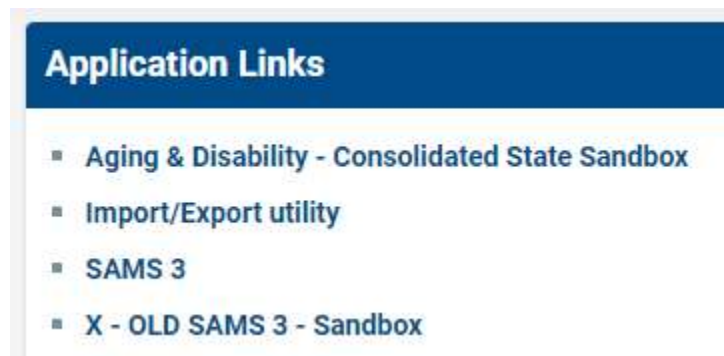 Application Links
Aging & Disability - Consolidated State Sandbox
Import/Export utility
SAMS 3
X - OLD SAMS 3 - Sandbox